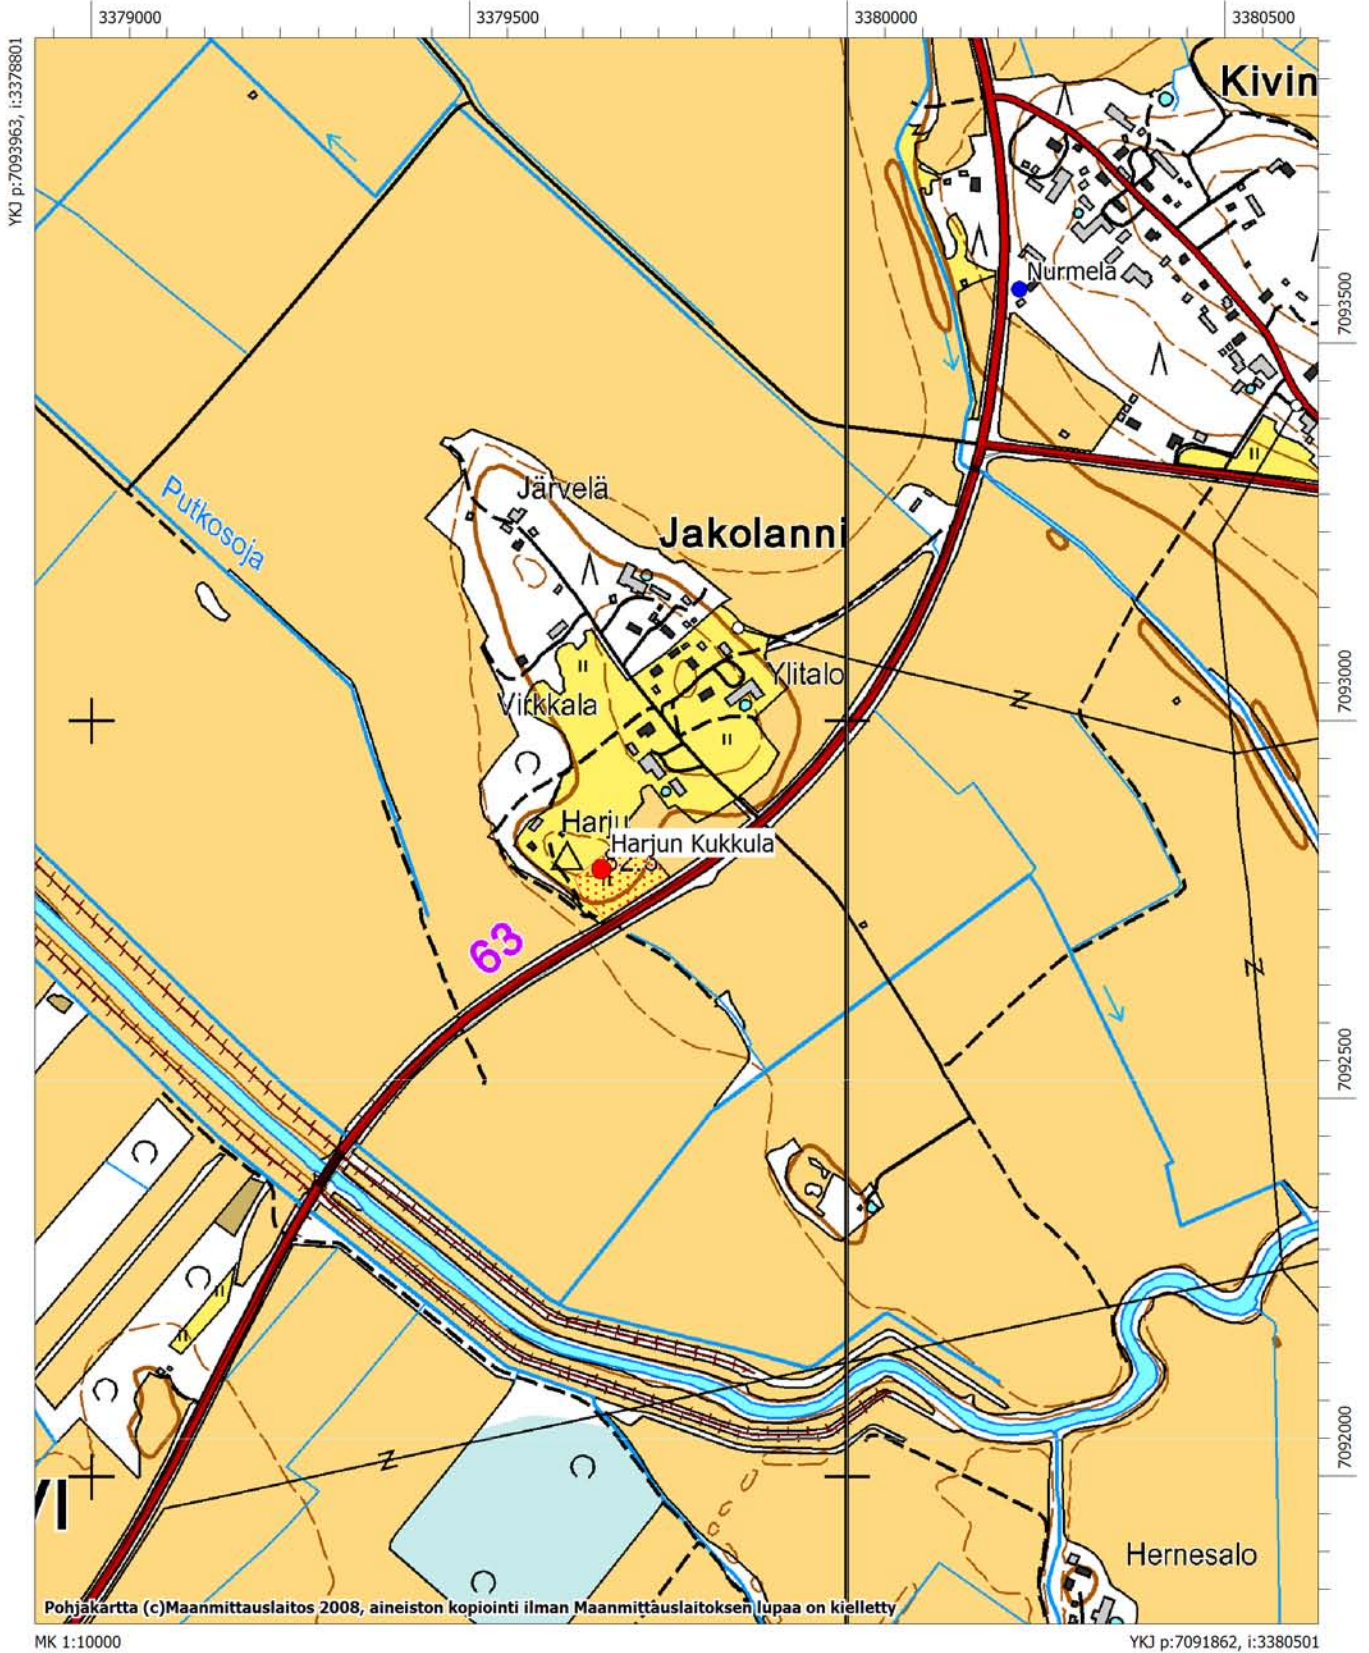 3379000
3379500
3380000
3380500
YKJ p:7093963, i:3378801
Kivin
Nurmela
7093500
Putkosoja
Järvelä
Jakolanni
Ylitalo
Virkkala
7093000
Harju
Harjun Kukkula
63
7092500
7092000
VI
Hernesalo
Pohjakartta (c)Maanmittauslaitos 2008, aineiston kopiointi ilman Maanmittauslaitoksen lupaa on kielletty
MK 1:10000
YKJ p:7091862, i:3380501